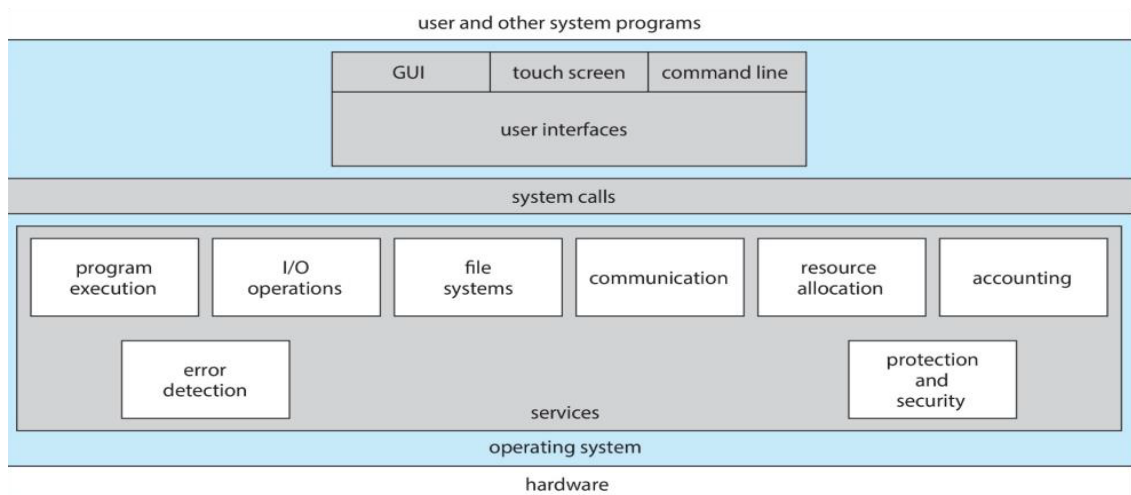 user and other system programs
GUI
touch screen
command line
user interfaces
system calls
program
execution
I/O
operations
file
systems
communication
resource
allocation
accounting
error
detection
protection
and
security
services
operating system
hardware